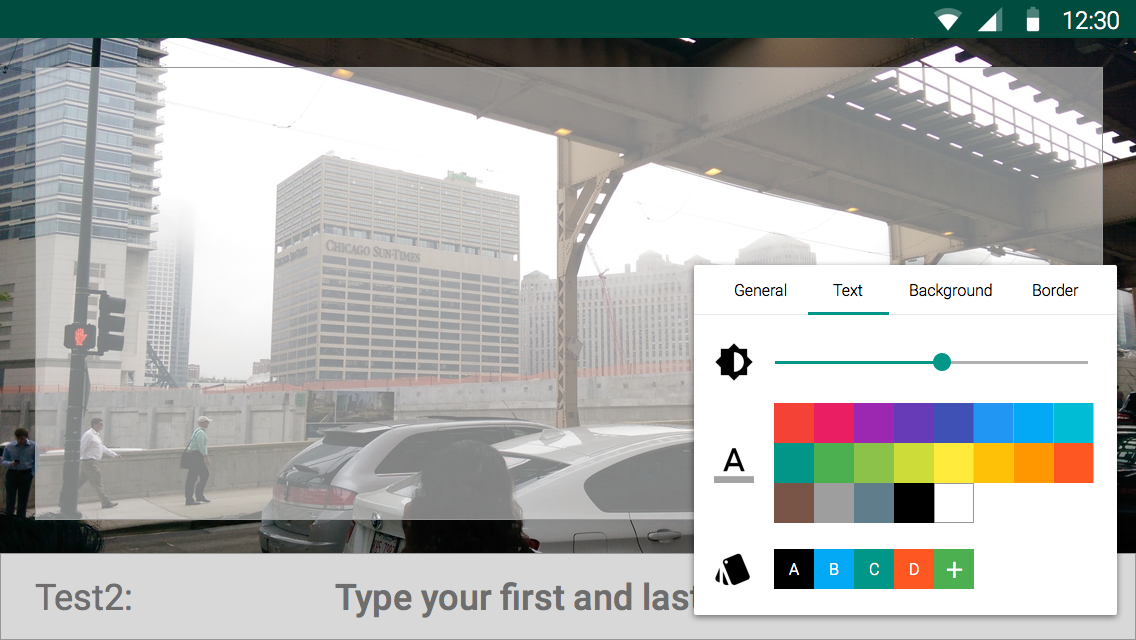 12:30
CHICAGO SUN-TIMES
General Text Background Border
A
A B C D +
Test2: Type your first and last